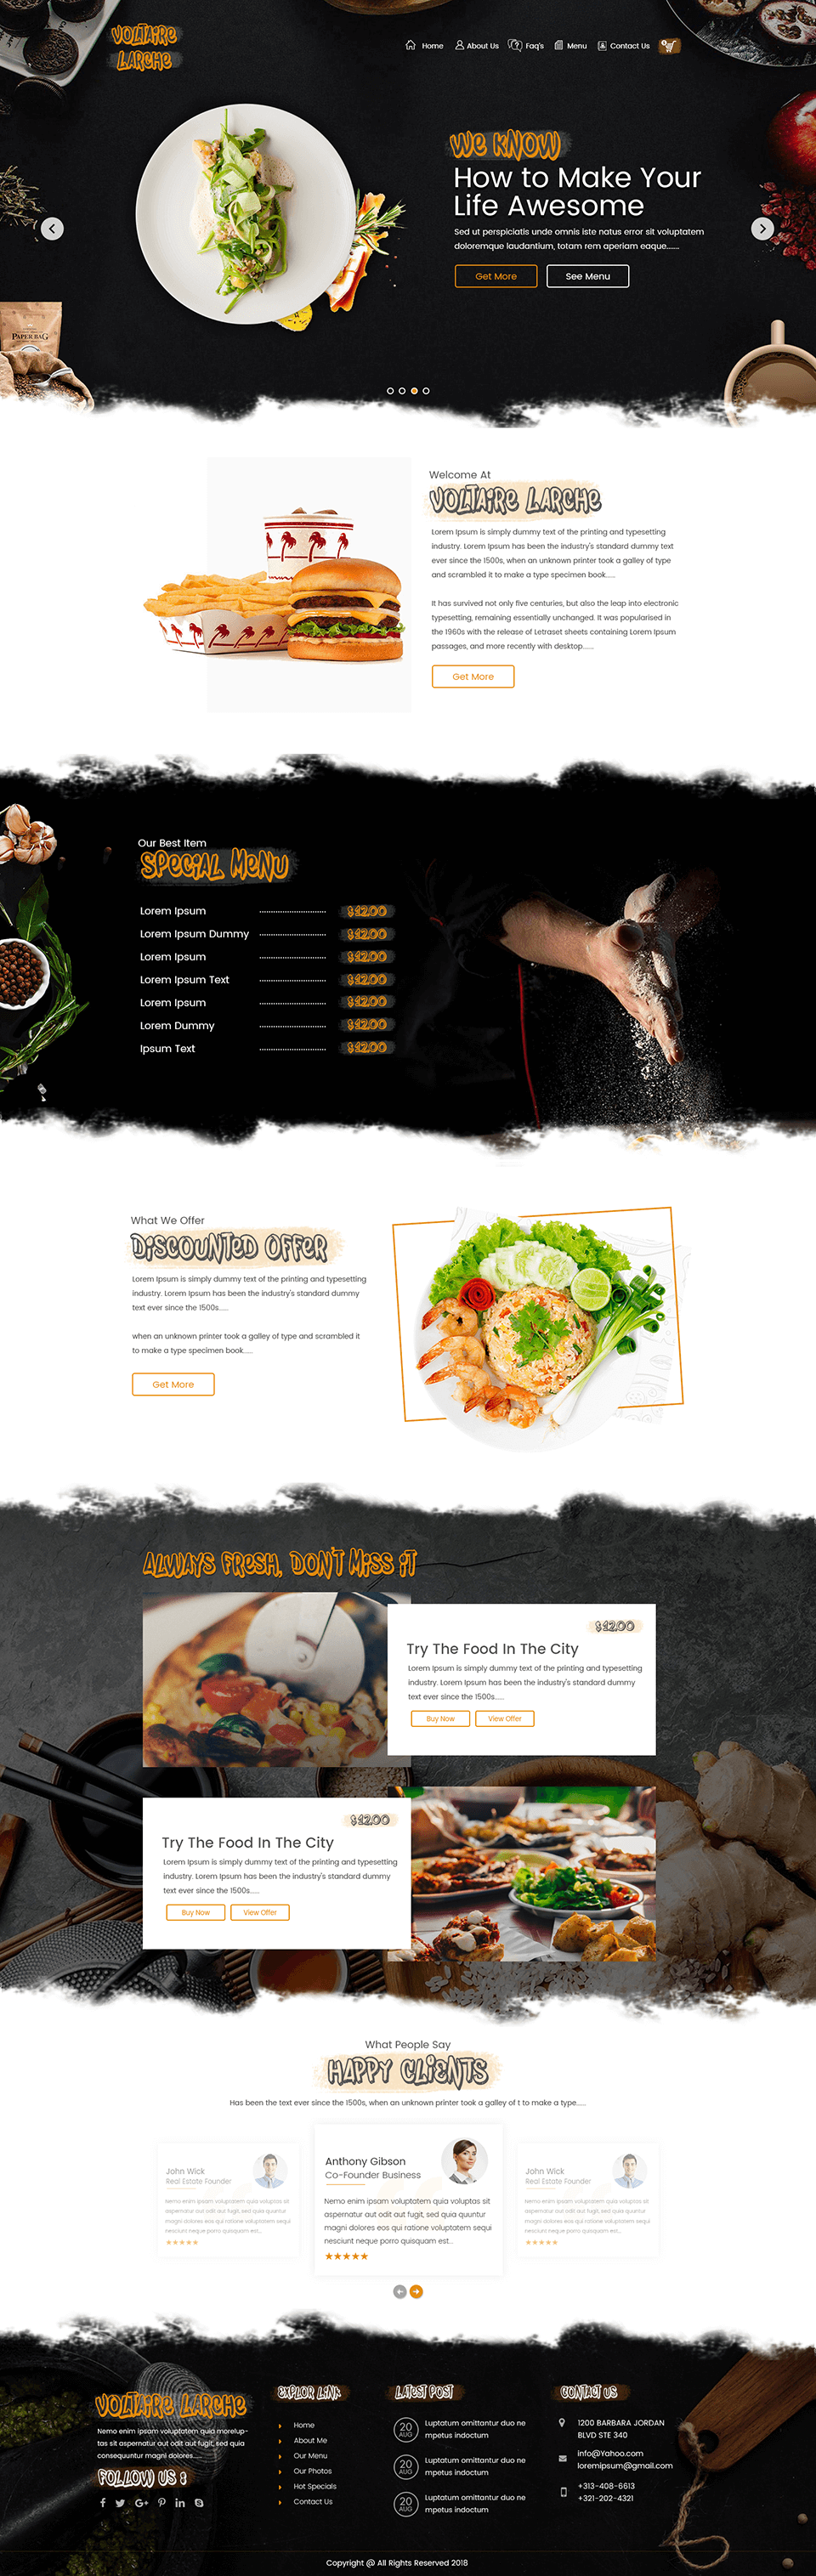 VOLTAIRE
LARCHE
Home
About Us
Faq's
Menu
Contact Us
WE KNOW
How to Make Your
Life Awesome
Sed ut perspiciatis unde omnis iste natus error sit voluptatem
doloremque laudantium, totam rem aperiam eaque......
Get More
See Menu
PAPER BAG
Welcome At
VOLTAIRE LARCHE
Lorem Ipsum is simply dummy text of the printing and typesetting
industry. Lorem Ipsum has been the industry's standard dummy text
ever since the 1500s, when an unknown printer took a galley of type
and scrambled it to make a type specimen book.....
It has survived not only five centuries, but also the leap into electronic
typesetting, remaining essentially unchanged. It was popularised in
the 1960s with the release of Letraset sheets containing Lorem Ipsum
passages, and more recently with desktop......
Get More
Our Best Item
SPECIAL MENU
Lorem Ipsum ........................... $12.00
Lorem Ipsum Dummy ........................... $12.00
Lorem Ipsum ........................... $12.00
Lorem Ipsum Text ........................... $12.00
Lorem Ipsum ........................... $12.00
Lorem Dummy ........................... $12.00
Ipsum Text ........................... $12.00
What We Offer
DISCOUNTED OFFER
Lorem Ipsum is simply dummy text of the printing and typesetting
industry. Lorem Ipsum has been the industry's standard dummy
text ever since the 1500s.....
when an unknown printer took a galley of type and scrambled it
to make a type specimen book.....
Get More
ALWAYS FRESH, DON'T MISS IT
$12.00
Try The Food In The City
Lorem Ipsum is simply dummy text of the printing and typesetting
industry. Lorem Ipsum has been the industry's standard dummy
text ever since the 1500s.....
Buy Now
View Offer
$12.00
Try The Food In The City
Lorem Ipsum is simply dummy text of the printing and typesetting
industry. Lorem Ipsum has been the industry's standard dummy
text ever since the 1500s.....
Buy Now
View Offer
What People Say
HAPPY CLIENTS
Has been the text ever since the 1500s, when an unknown printer took a galley of t to make a type.....
John Wick
Real Estate Founder
Nemo enim ipsam voluptatem quia voluptas sit
aspernatur aut odit aut fugit, sed quia quuntur
magni dolores eos qui ratione voluptatem sequi
nesciunt neque porro quisquam est...
Anthony Gibson
Co-Founder Business
Nemo enim ipsam voluptatem quia voluptas sit
aspernatur aut odit aut fugit, sed quia quuntur
magni dolores eos qui ratione voluptatem sequi
nesciunt neque porro quisquam est...
John Wick
Real Estate Founder
Nemo enim ipsam voluptatem quia voluptas sit
aspernatur aut odit aut fugit, sed quia quuntur
magni dolores eos qui ratione voluptatem sequi
nesciunt neque porro quisquam est...
VOLTAIRE LARCHE
Nemo enim ipsam voluptatem quia morelup-
tas sit aspernatur aut odit aut fugit, sed quia
consequuntur magni dolores.....
FOLLOW US :
EXPLOR LINK
Home
About Me
Our Menu
Our Photos
Hot Specials
Contact Us
LATEST POST
20 AUG
Luptatum omittantur duo ne
mpetus indoctum
20 AUG
Luptatum omittantur duo ne
mpetus indoctum
20 AUG
Luptatum omittantur duo ne
mpetus indoctum
CONTACT US
1200 BARBARA JORDAN
BLVD STE 340
info@Yahoo.com
loremipsum@gmail.com
+313-408-6613
+321-202-4321
Copyright @ All Rights Reserved 2018